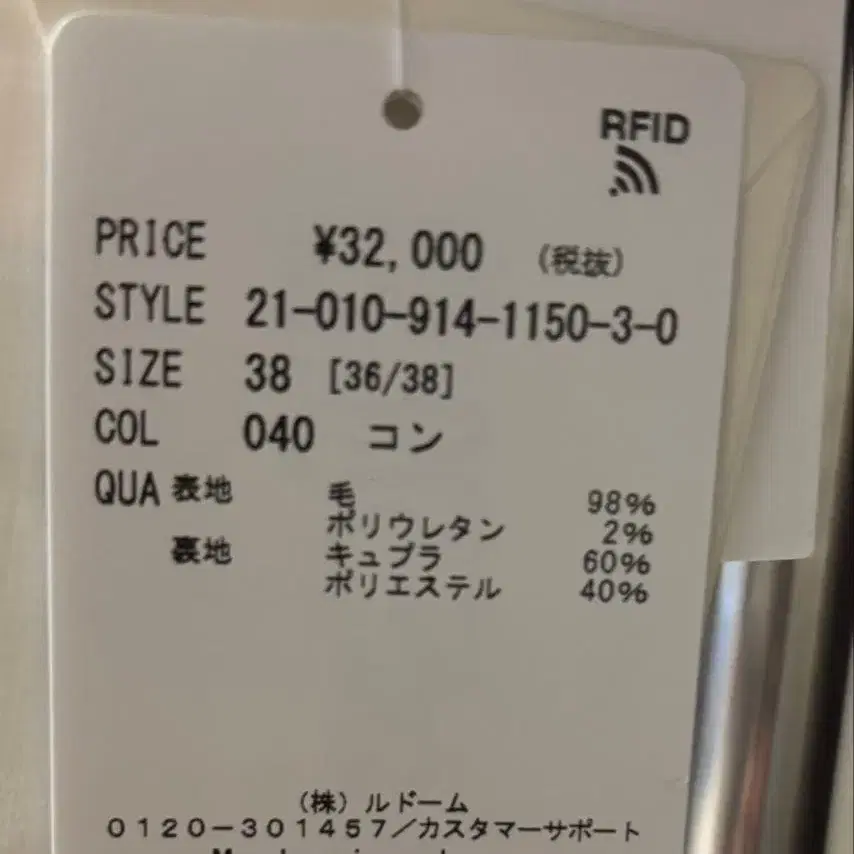 RFID
PRICE ¥32,000 (税抜)
STYLE 21-010-914-1150-3-0
SIZE 38 [36/38]
COL 040 コン
QUA 表地 毛 98%
ポリウレタン 2%
裏地 キュプラ 60%
ポリエステル 40%
(株)ルドーム
0120-301457/カスタマーサポート